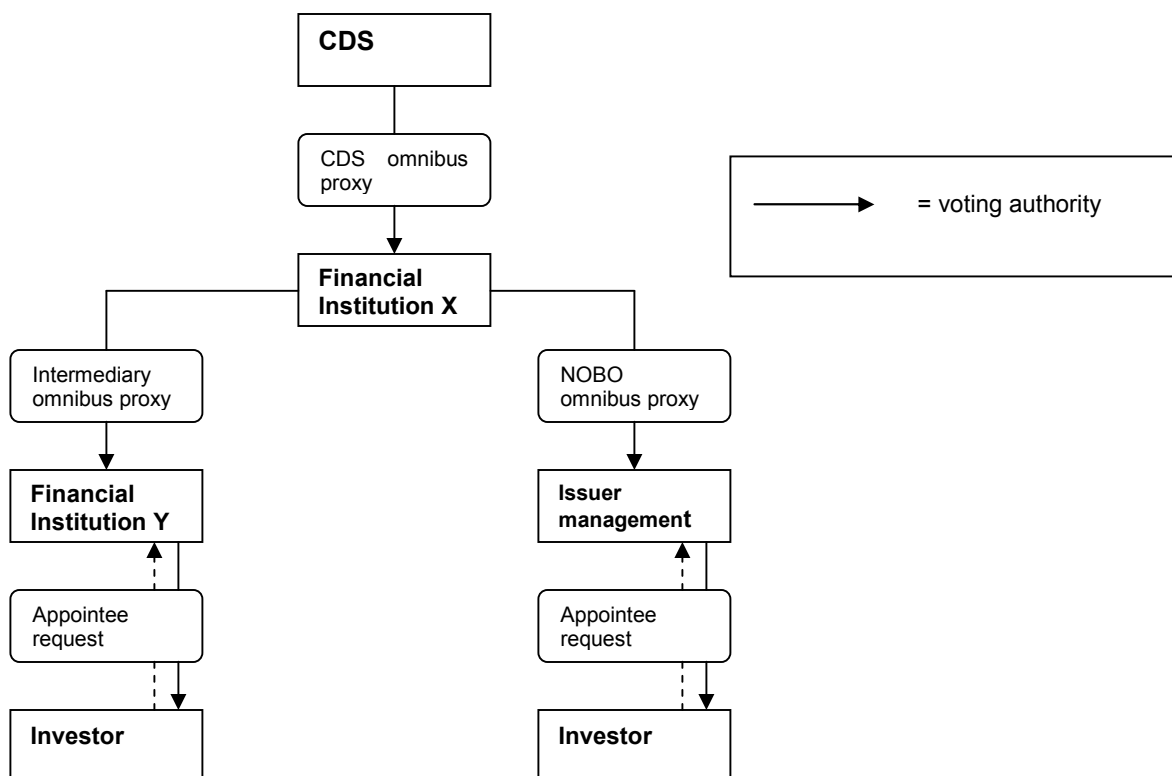 CDS
CDS omnibus
proxy
= voting authority
Financial
Institution X
Intermediary
omnibus proxy
NOBO
omnibus proxy
Financial
Institution Y
Issuer
management
Appointee
request
Appointee
request
Investor
Investor